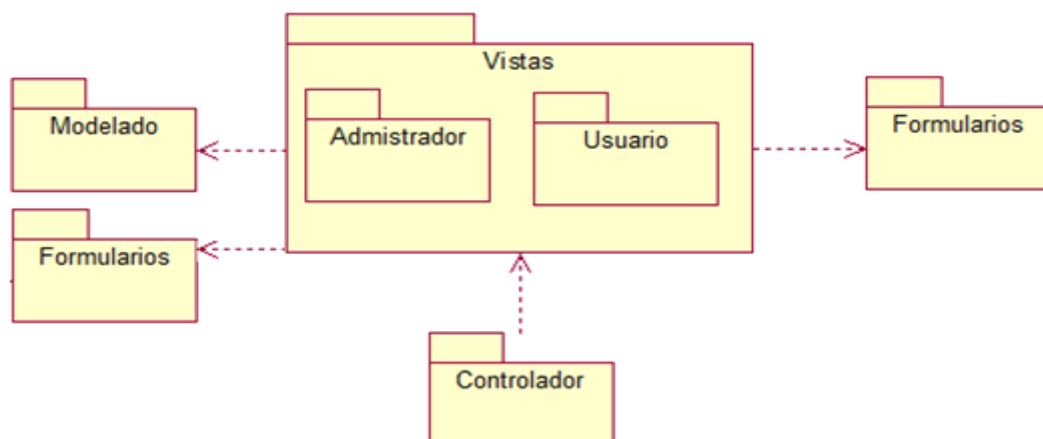 Vistas
Modelado
Admistrador
Usuario
Formularios
Formularios
Controlador